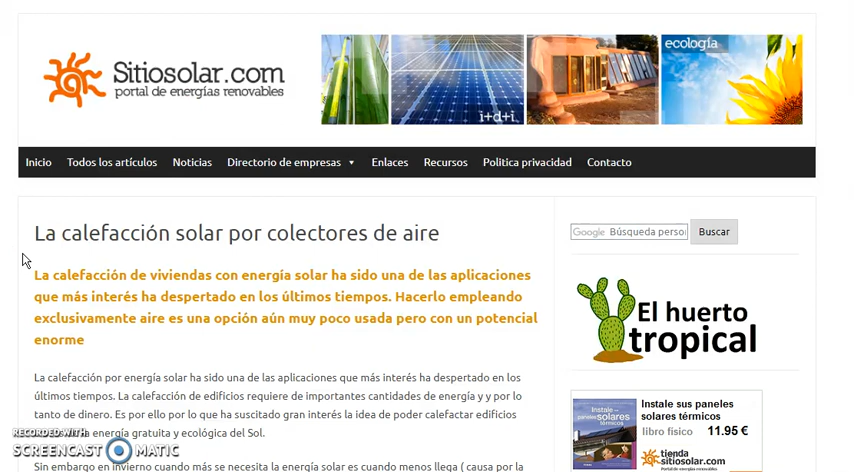 Sitiosolar.com
portal de energías renovables
i+d+i
ecología
Inicio Todos los artículos Noticias Directorio de empresas Enlaces Recursos Politica privacidad Contacto
La calefacción solar por colectores de aire
La calefacción de viviendas con energía solar ha sido una de las aplicaciones
que más interés ha despertado en los últimos tiempos. Hacerlo empleando
exclusivamente aire es una opción aún muy poco usada pero con un potencial
enorme
La calefacción por energía solar ha sido una de las aplicaciones que más interés ha despertado en los
últimos tiempos. La calefacción de edificios requiere de importantes cantidades de energía y y por lo
tanto de dinero. Es por ello por lo que ha suscitado gran interés la idea de poder calefactar edificios
energía gratuita y ecológica del Sol.
Sin embargo en invierno cuando más se necesita la energía solar es cuando menos llega ( causa por la
Google Búsqueda perso
Buscar
El huerto
tropical
Instale sus paneles
solares térmicos
libro físico 11.95 €
tienda
sitiosolar.com
Instale sus
paneles
solares térmicos
RECORDED WITH
SCREENCAST MATIC